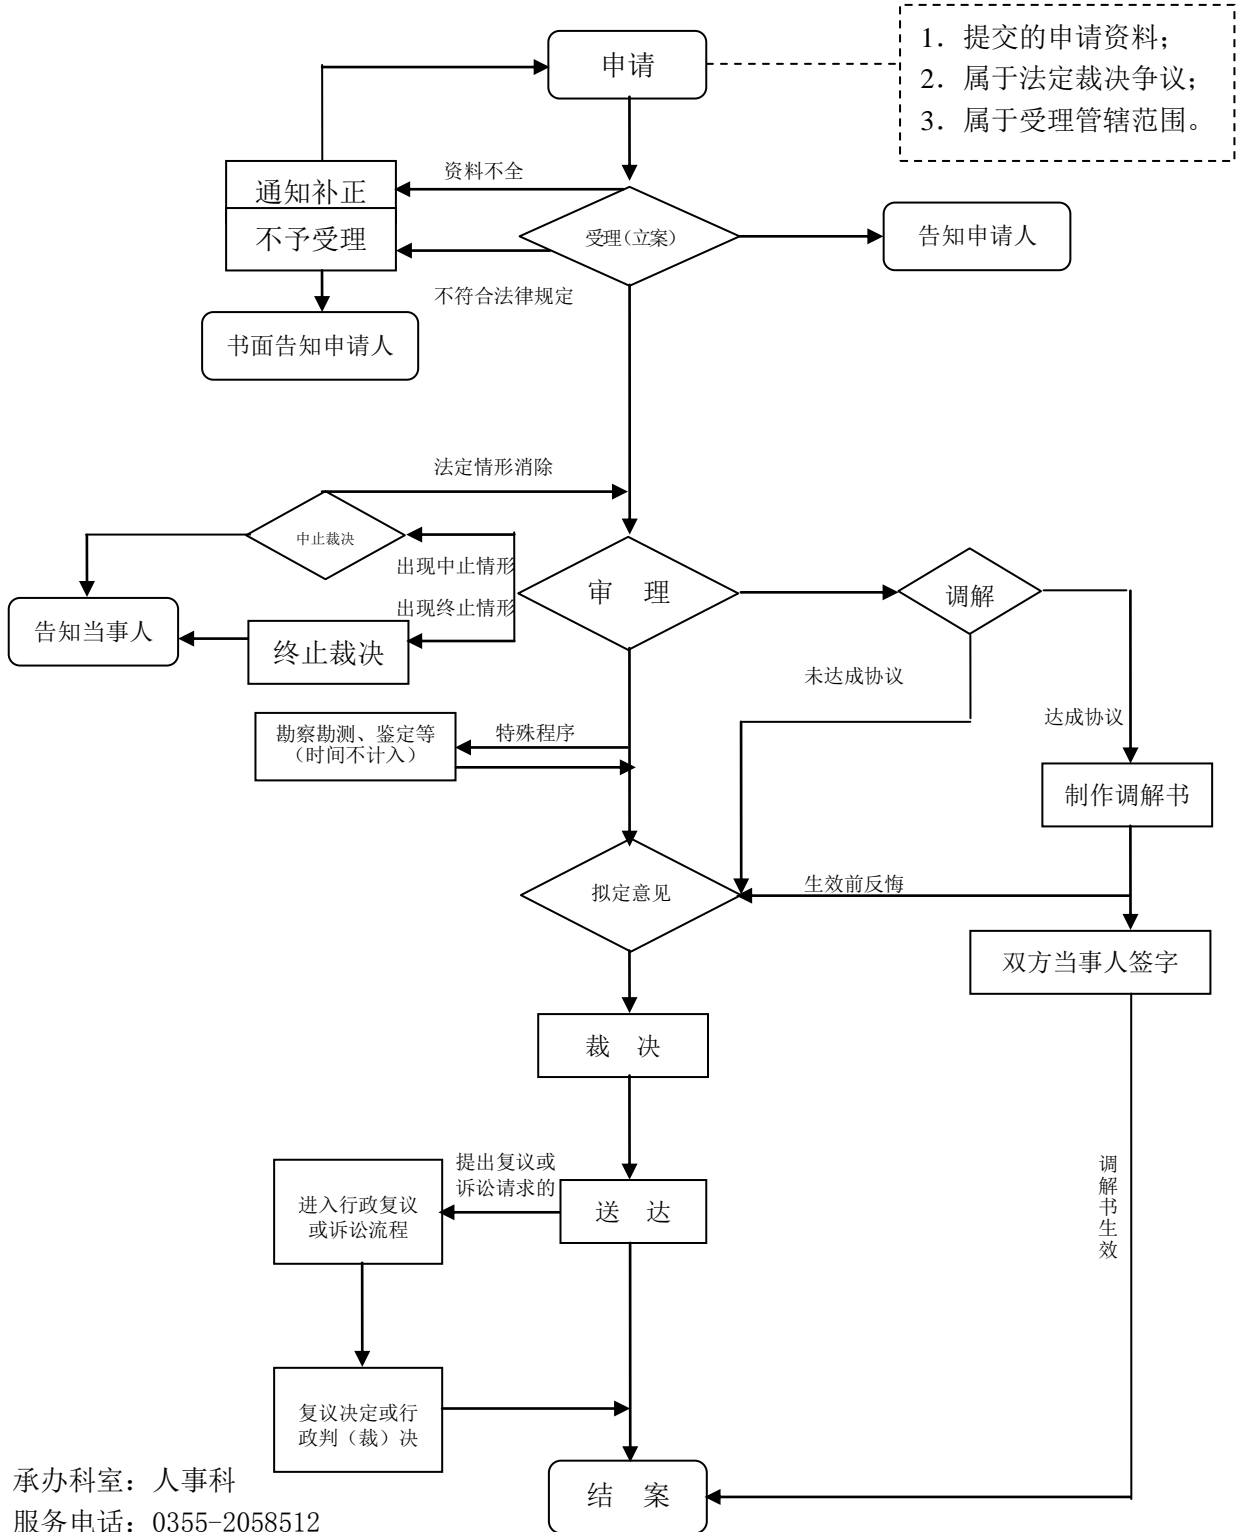 申请
1. 提交的申请资料；
2. 属于法定裁决争议；
3. 属于受理管辖范围。
资料不全
通知补正
不予受理
受理(立案)
告知申请人
不符合法律规定
书面告知申请人
法定情形消除
中止裁决
出现中止情形
审 理
调解
出现终止情形
告知当事人
终止裁决
未达成协议
达成协议
勘察勘测、鉴定等
（时间不计入）
特殊程序
制作调解书
拟定意见
生效前反悔
双方当事人签字
裁 决
提出复议或
诉讼请求的
进入行政复议
或诉讼流程
送 达
调解书生效
复议决定或行
政判（裁）决
结 案
承办科室：人事科
服务电话：0355-2058512